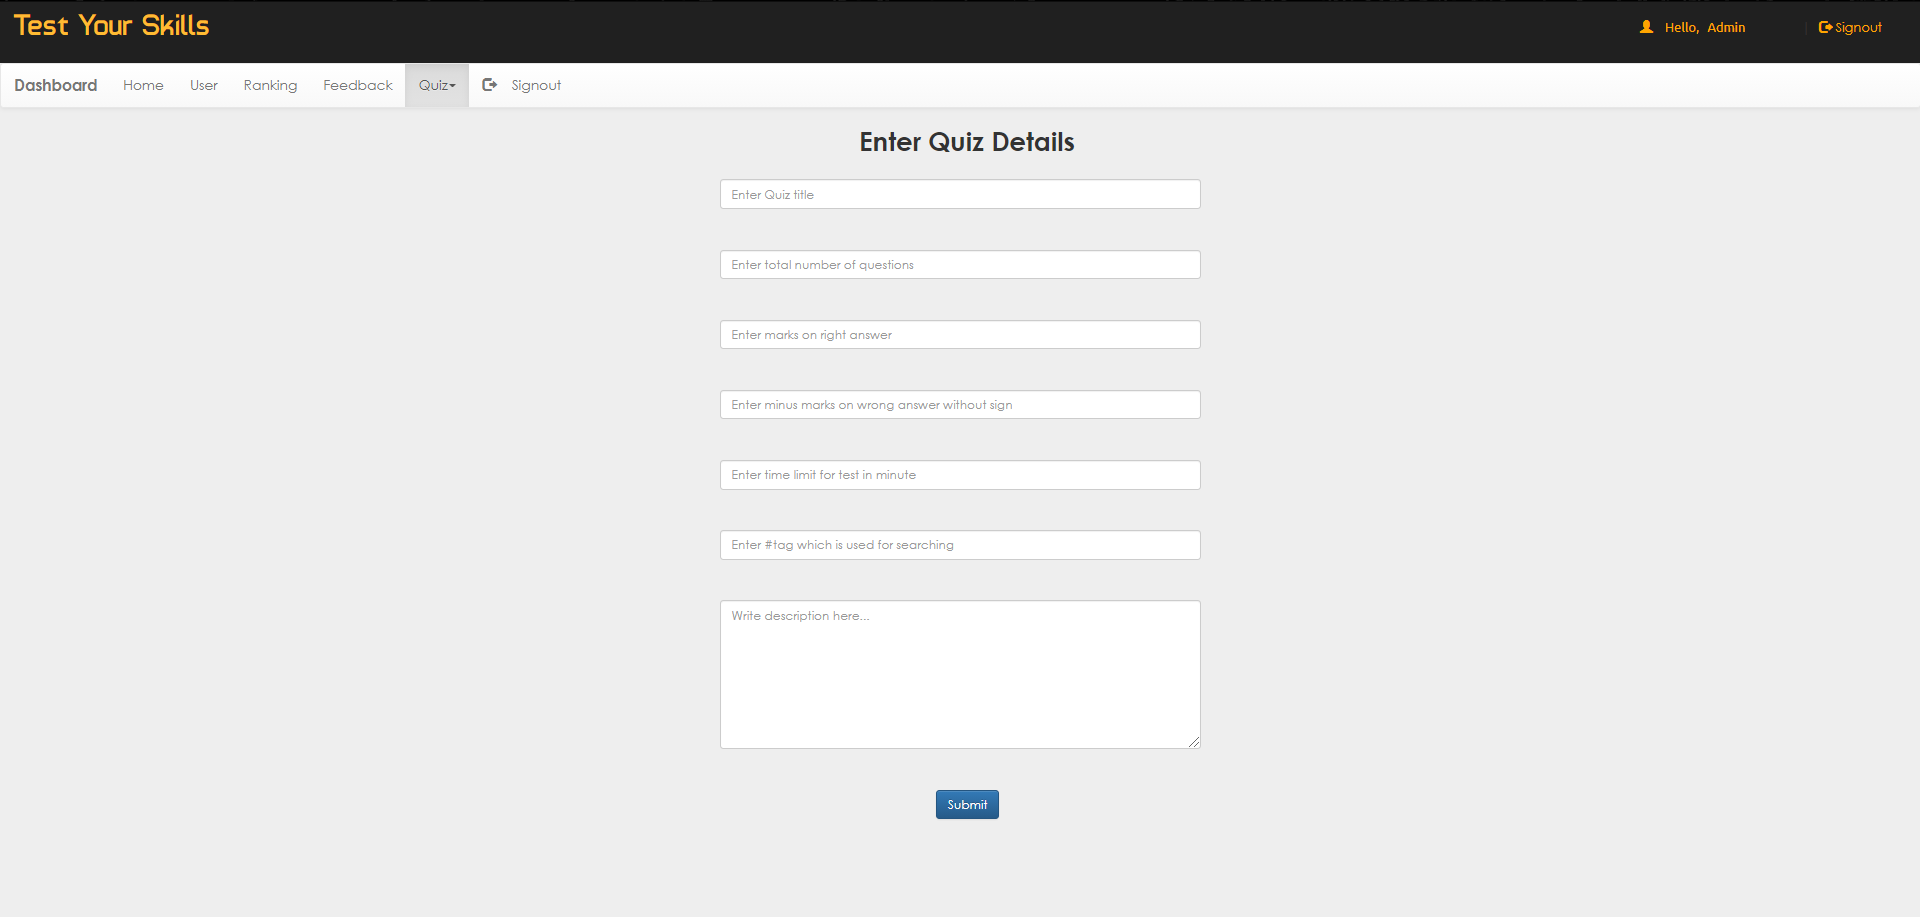 Test Your Skills
Hello, Admin
Signout
Dashboard Home User Ranking Feedback Quiz Signout
Enter Quiz Details
Enter Quiz title
Enter total number of questions
Enter marks on right answer
Enter minus marks on wrong answer without sign
Enter time limit for test in minute
Enter #tag which is used for searching
Write description here...
Submit